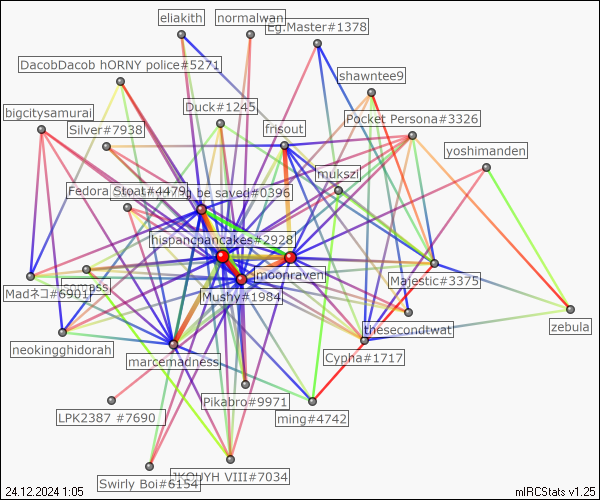 eliakith
normalwan
Eg.Master#1378
DacobDacob hORNY police#5271
shawntee9
bigcitysamurai
Duck#1245
Pocket Persona#3326
Silver#7938
frisout
yoshimanden
mukszi
Fedora Stoat#4479
ng be saved#0396
hispancpancakes#2928
moonraven
Majestic#3375
Madネコ#6901
Mushy#1984
zebula
thesecondtwat
neokingghidorah
Cypha#1717
marcemadness
Pikabro#9971
LPK2387 #7690
ming#4742
JKOUYH VIII#7034
Swirly Boi#6154
24.12.2024 1:05
mIRCStats v1.25